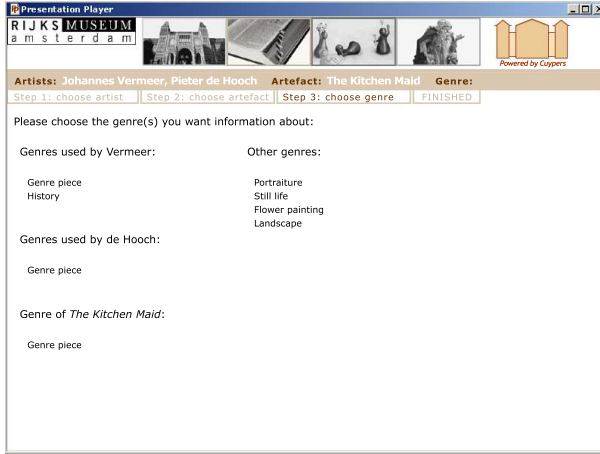 Presentation Player
RIJKS MUSEUM
amsterdam
Powered by Cuypers
Artists: Johannes Vermeer, Pieter de Hooch Artefact: The Kitchen Maid Genre:
Step 1: choose artist Step 2: choose artefact Step 3: choose genre FINISHED
Please choose the genre(s) you want information about:
Genres used by Vermeer:
Genre piece
History
Genres used by de Hooch:
Genre piece
Genre of The Kitchen Maid:
Genre piece
Other genres:
Portraiture
Still life
Flower painting
Landscape